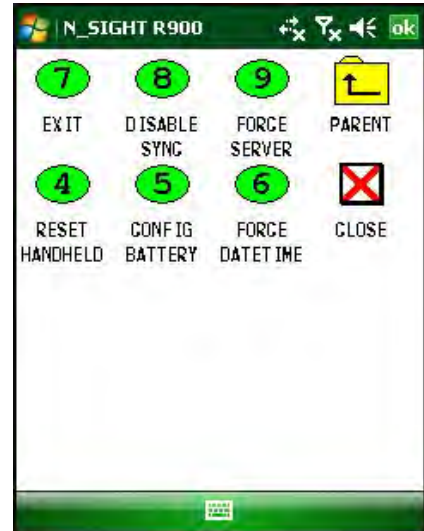 N_SIGHT R900 ok
7 8 9
EXIT DISABLE FORCE PARENT
SYNC SERVER
4 5 6
RESET CONFIG FORCE CLOSE
HANDHELD BATTERY DATETIME